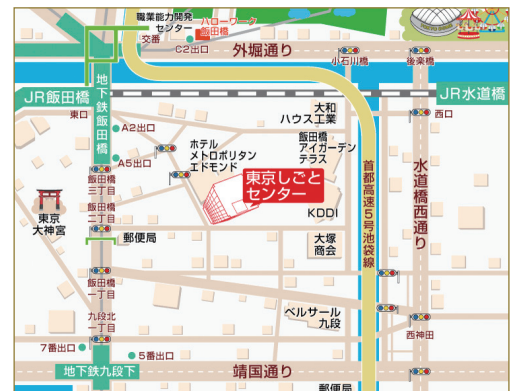 職業能力開発
センター
ハローワーク
飯田橋
交番
C2出口
外堀通り
小石川橋
後楽橋
JR飯田橋
地下鉄飯田橋
JR水道橋
東口
西口
A2出口
大和
ハウス工業
ホテル
メトロポリタン
エドモンド
飯田橋
アイガーデン
テラス
A5出口
飯田橋
三丁目
東京しごと
センター
首都高速5号池袋線
水道橋西通り
東京
大神宮
飯田橋
二丁目
KDDI
郵便局
大塚
商会
飯田橋
一丁目
九段北
一丁目
ベルサール
九段
西神田
7番出口
5番出口
地下鉄九段下
靖国通り
郵便局